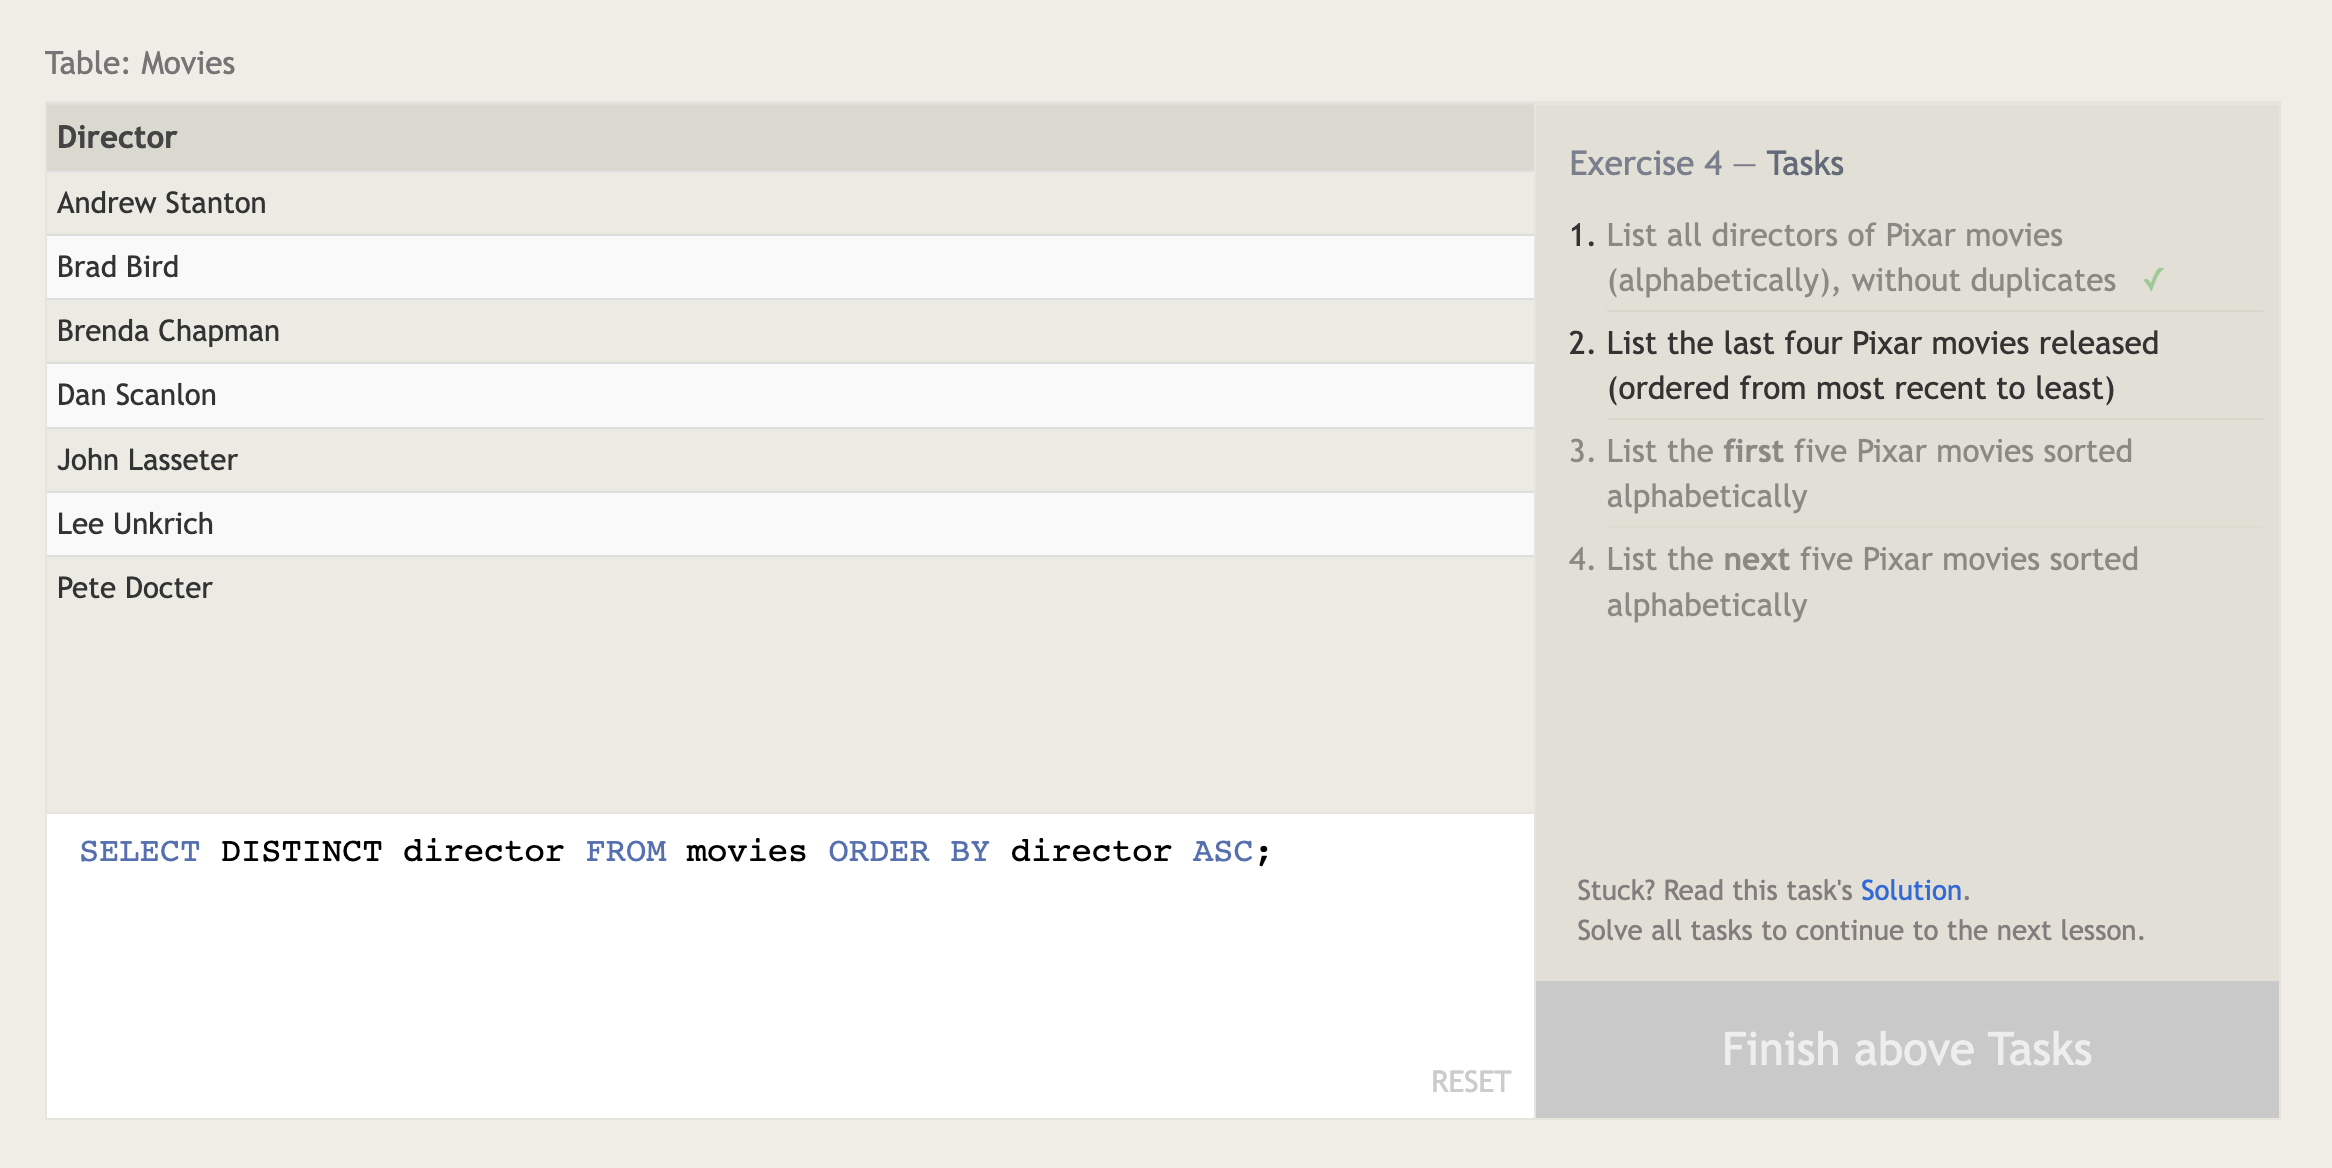 Table: Movies
Director
Andrew Stanton
Brad Bird
Brenda Chapman
Dan Scanlon
John Lasseter
Lee Unkrich
Pete Docter
SELECT DISTINCT director FROM movies ORDER BY director ASC;
RESET
Exercise 4 — Tasks
1. List all directors of Pixar movies
(alphabetically), without duplicates ✓
2. List the last four Pixar movies released
(ordered from most recent to least)
3. List the first five Pixar movies sorted
alphabetically
4. List the next five Pixar movies sorted
alphabetically
Stuck? Read this task's Solution.
Solve all tasks to continue to the next lesson.
Finish above Tasks